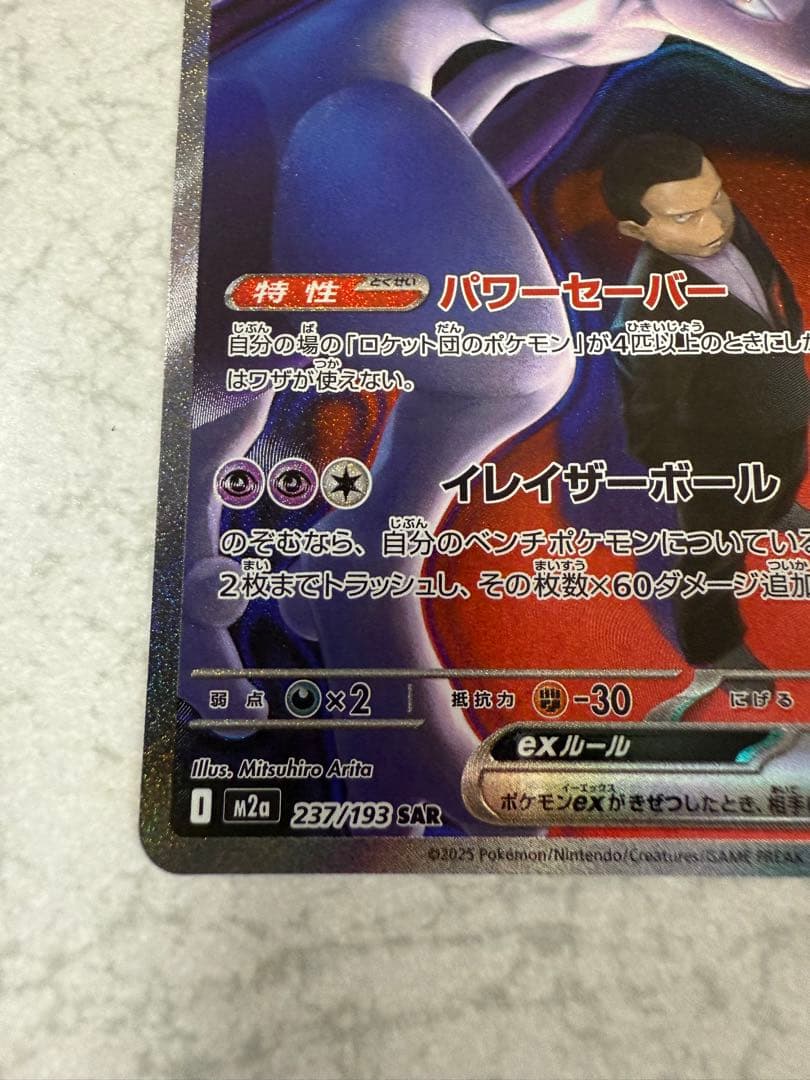 特性 とくせい パワーセーバー
じぶん ば だん ひきいじょう
自分の場の「ロケット団のポケモン」が4匹以上のときにした
つか
はワザが使えない。
イレイザーボール
じぶん
のぞむなら、自分のベンチポケモンについている
まい まいすう ついか
2枚までトラッシュし、その枚数×60ダメージ追加
弱点 ×2 抵抗力 -30 にげる
exルール
イーエックス あいて
ポケモンexがきぜつしたとき、相手
Illus. Mitsuhiro Arita
I M2a 237/193 SAR
©2025 Pokémon/Nintendo/Creatures/GAME FREAK